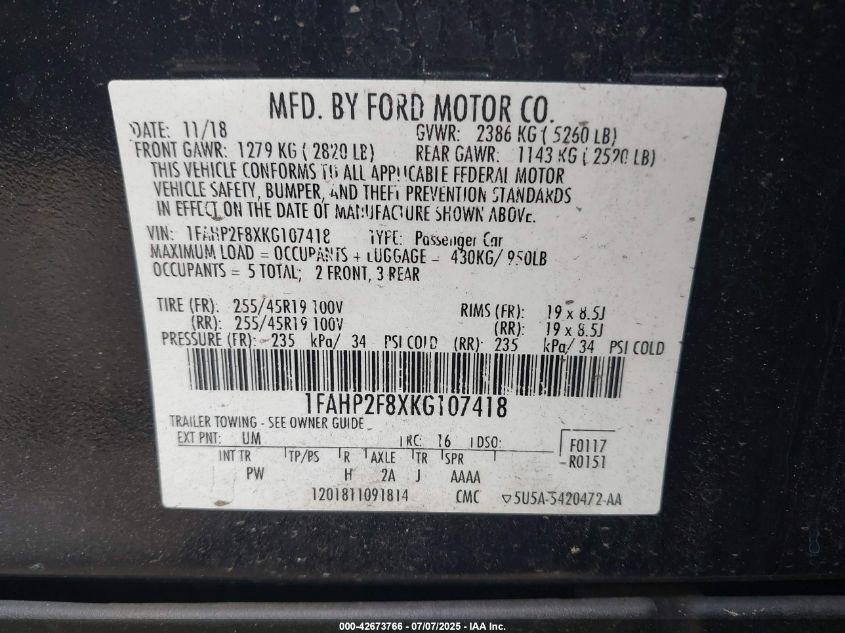 MFD. BY FORD MOTOR CO.
DATE: 11/18 GVWR: 2386 KG ( 5260 LB)
FRONT GAWR: 1279 KG ( 2820 LB) REAR GAWR: 1143 KG ( 2520 LB)
THIS VEHICLE CONFORMS TO ALL APPLICABLE FEDERAL MOTOR
VEHICLE SAFETY, BUMPER, AND THEFT PREVENTION STANDARDS
IN EFFECT ON THE DATE OF MANUFACTURE SHOWN ABOVE.
VIN: 1FAHP2F8XKG107418 TYPE: Passenger Car
MAXIMUM LOAD = OCCUPANTS + LUGGAGE = 430KG/ 950LB
OCCUPANTS = 5 TOTAL; 2 FRONT, 3 REAR
TIRE (FR): 255/45R19 100V RIMS (FR): 19 x 8.5J
(RR): 255/45R19 100V (RR): 19 x 8.5J
PRESSURE (FR): 235 kPa/ 34 PSI COLD (RR): 235 kPa/ 34 PSI COLD
1FAHP2F8XKG107418
TRAILER TOWING - SEE OWNER GUIDE
EXT PNT: UM RC: 16 DSO: F0117
INT TR TP/PS R AXLE TR SPR R0151
PW H 2A J AAAA
1201811091814 CMC ▽5U5A-5420472-AA
000-42673766 - 07/07/2025 - IAA Inc.